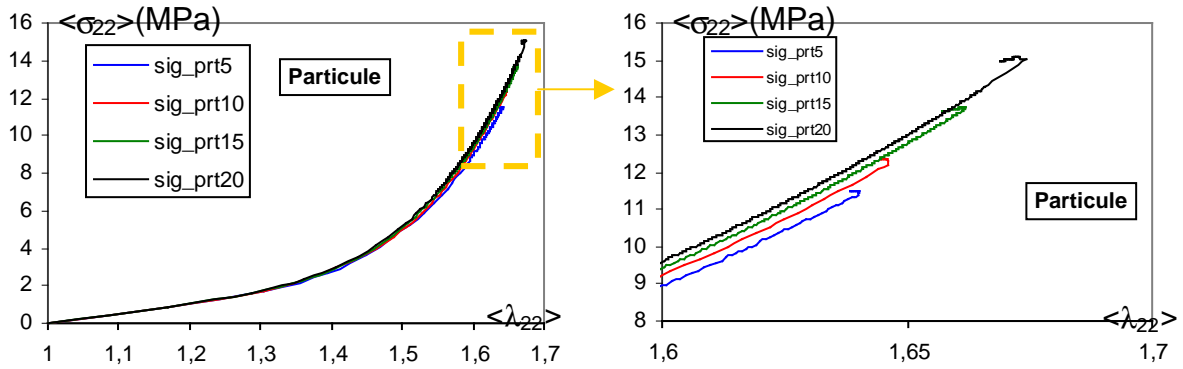 <σ22>(MPa)
16
14
12
10
8
6
4
2
0
sig_prt5
sig_prt10
sig_prt15
sig_prt20
Particule
<λ22>
1 1,1 1,2 1,3 1,4 1,5 1,6 1,7
<σ22>(MPa)
16
15
14
13
12
11
10
9
8
sig_prt5
sig_prt10
sig_prt15
sig_prt20
Particule
<λ22>
1,6 1,65 1,7